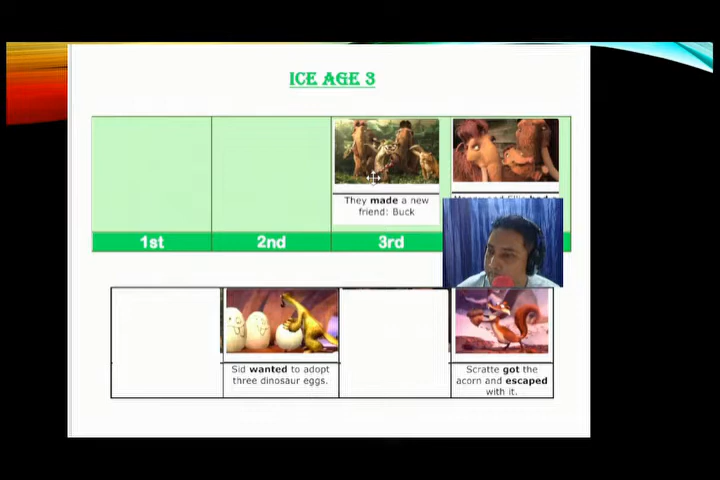 ICE AGE 3
They made a new
friend: Buck
1st
2nd
3rd
Sid wanted to adopt
three dinosaur eggs.
Scratte got the
acorn and escaped
with it.